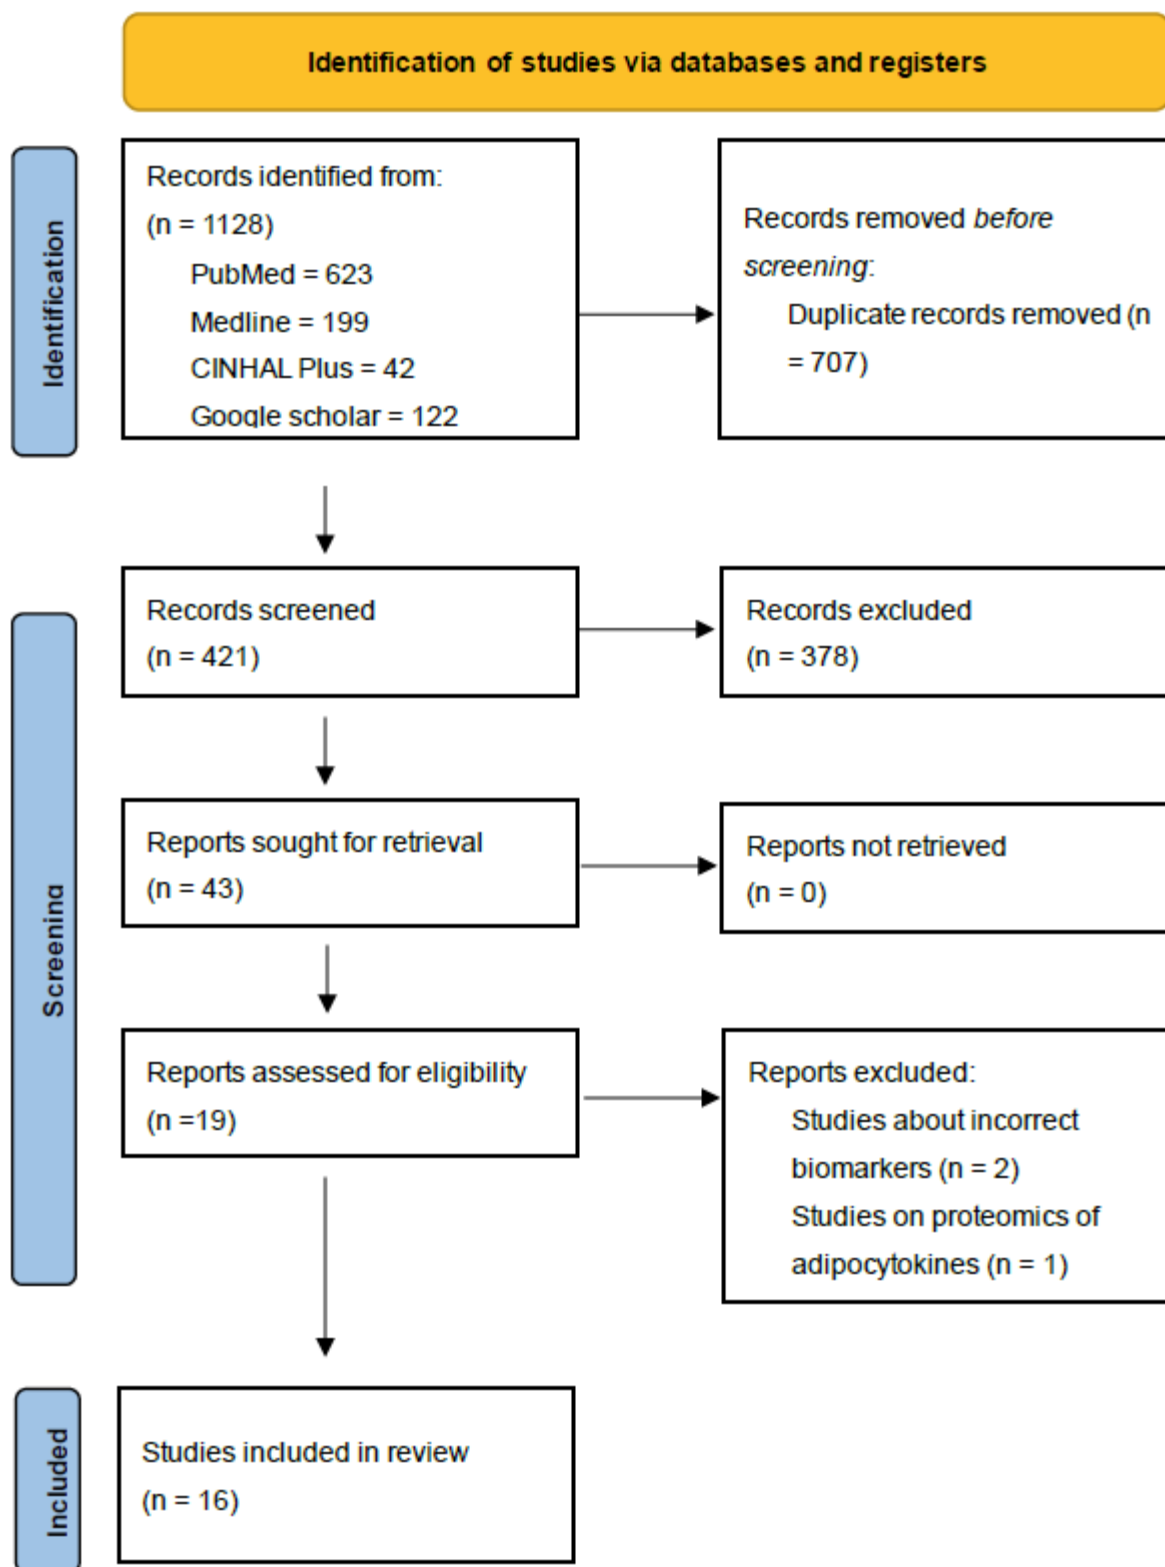 Identification of studies via databases and registers
Identification
Records identified from:
(n = 1128)
PubMed = 623
Medline = 199
CINHAL Plus = 42
Google scholar = 122
Records removed before
screening:
Duplicate records removed (n
= 707)
Screening
Records screened
(n = 421)
Records excluded
(n = 378)
Reports sought for retrieval
(n = 43)
Reports not retrieved
(n = 0)
Reports assessed for eligibility
(n =19)
Reports excluded:
Studies about incorrect
biomarkers (n = 2)
Studies on proteomics of
adipocytokines (n = 1)
Included
Studies included in review
(n = 16)